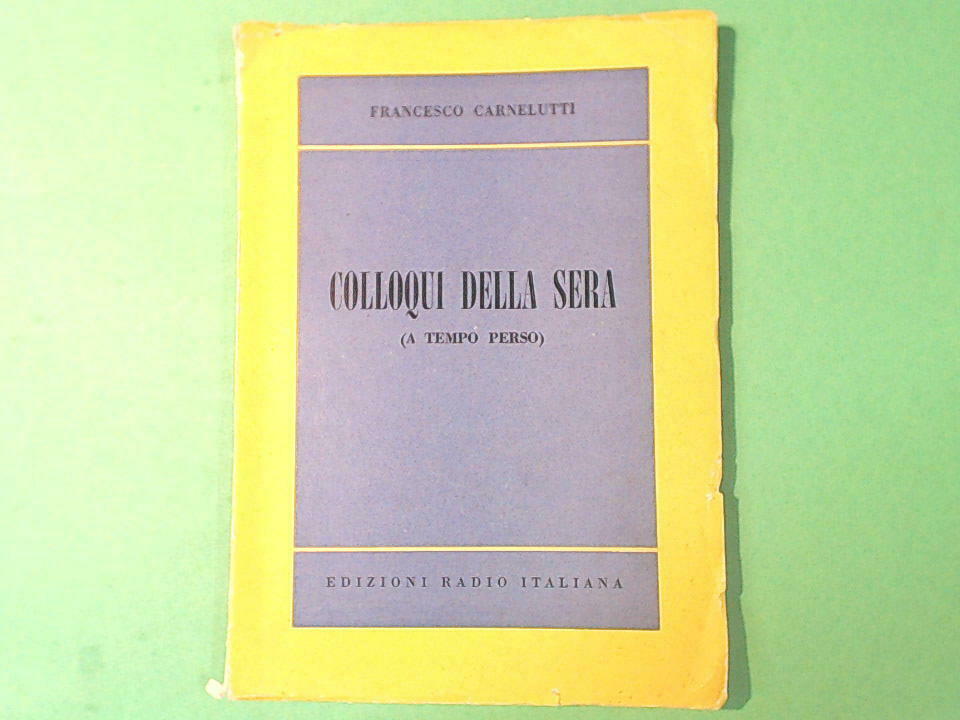 FRANCESCO CARNELUTTI
COLLOQUI DELLA SERA
(A TEMPO PERSO)
EDIZIONI RADIO ITALIANA